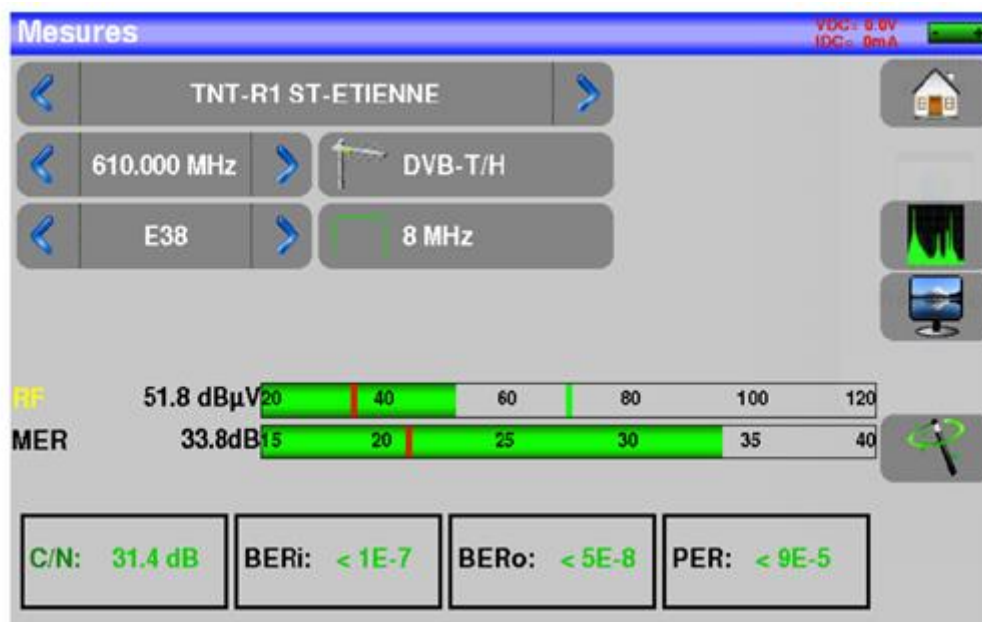 Mesures
VDC= 0.0V
IDC= 0mA
- +
TNT-R1 ST-ETIENNE
610.000 MHz DVB-T/H
E38 8 MHz
RF 51.8 dBµV 20 40 60 80 100 120
MER 33.8dB 15 20 25 30 35 40
C/N: 31.4 dB BERi: < 1E-7 BERo: < 5E-8 PER: < 9E-5